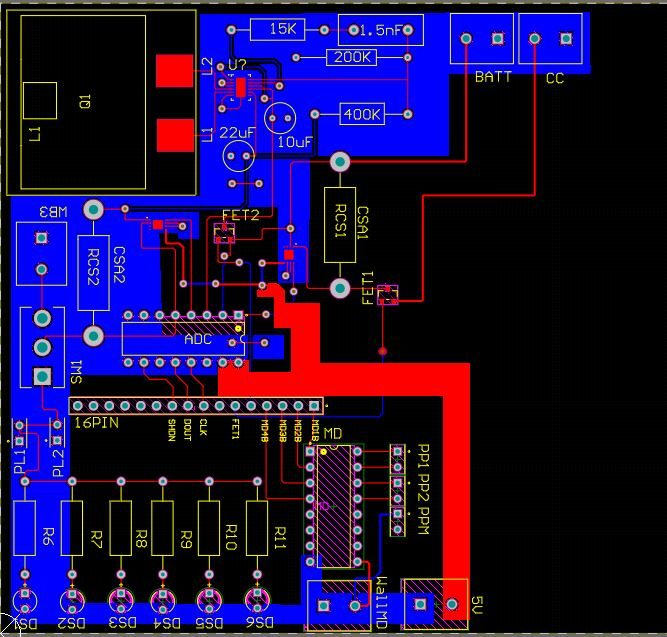 15K
1.5nF
L2
U?
200K
BATT
CC
Q1
L1
L1
400K
22uF
10uF
MB3
FET2
RCS1
CSA1
RCS2
CSA2
FET1
ADC
SW1
16PIN
SHDN
DOUT
CLK
FET1
MD4B
MD3B
MD2B
MD1B
MD
PL1
PL2
PP1
PP2
PPM
R6
R7
R8
R9
R10
R11
WallMD
5V
DS1
DS2
DS3
DS4
DS5
DS6